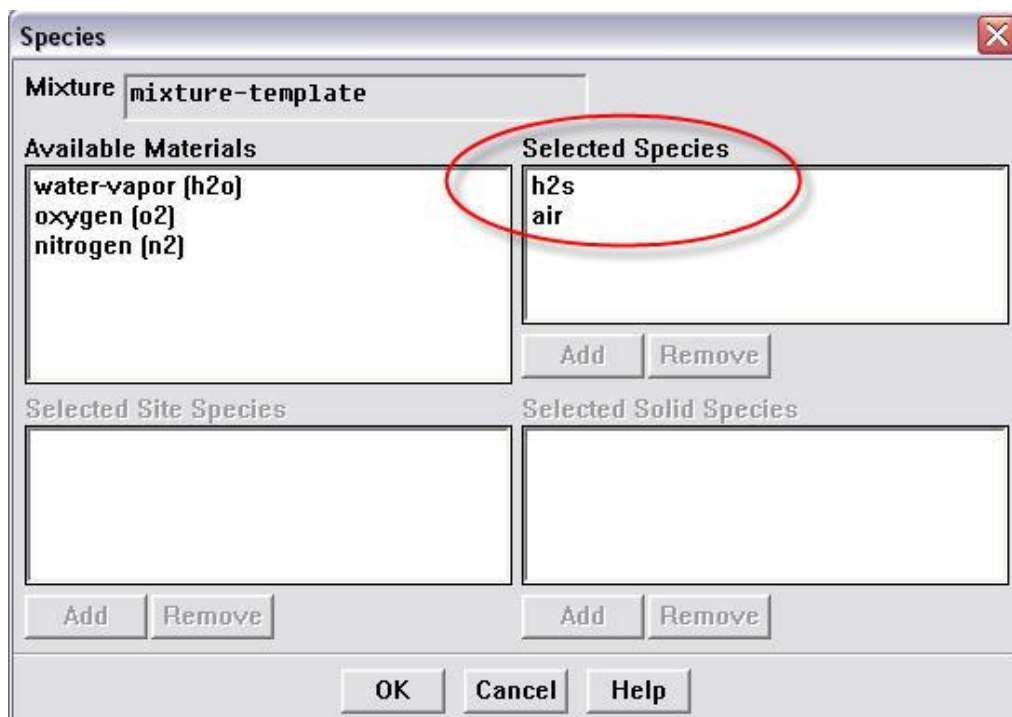 Species
Mixture mixture-template
Available Materials
water-vapor (h2o)
oxygen (o2)
nitrogen (n2)
Selected Species
h2s
air
Add Remove
Selected Site Species
Add Remove
Selected Solid Species
Add Remove
OK Cancel Help